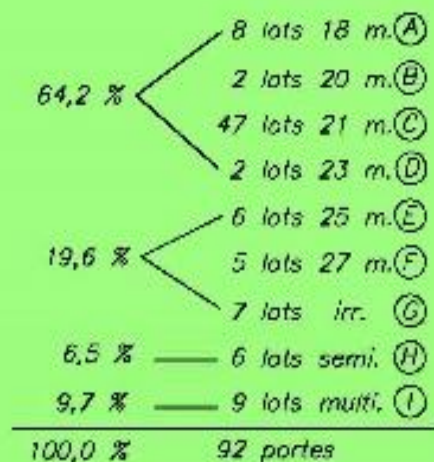 8 lots 18 m. A
64,2 % 2 lots 20 m. B
47 lots 21 m. C
2 lots 23 m. D
6 lots 25 m. E
19,6 % 5 lots 27 m. F
7 lots irr. G
6,5 % 6 lots semi. H
9,7 % 9 lots multi. I
100,0 % 92 portes